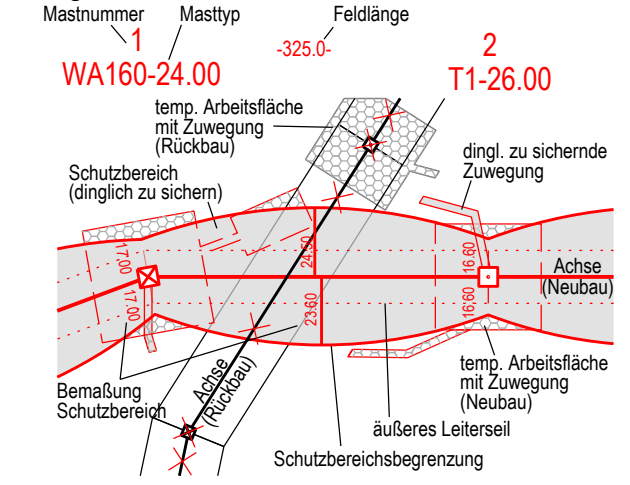 Mastnummer
Masttyp
Feldlänge
1
-325.0-
2
WA160-24.00
T1-26.00
temp. Arbeitsfläche
mit Zuwegung
(Rückbau)
dingl. zu sichernde
Zuwegung
Schutzbereich
(dinglich zu sichern)
17.00
24.50
16.60
Achse
(Neubau)
17.00
23.60
16.60
Achse
(Rückbau)
Bemaßung
Schutzbereich
temp. Arbeitsfläche
mit Zuwegung
(Neubau)
äußeres Leiterseil
Schutzbereichsbegrenzung